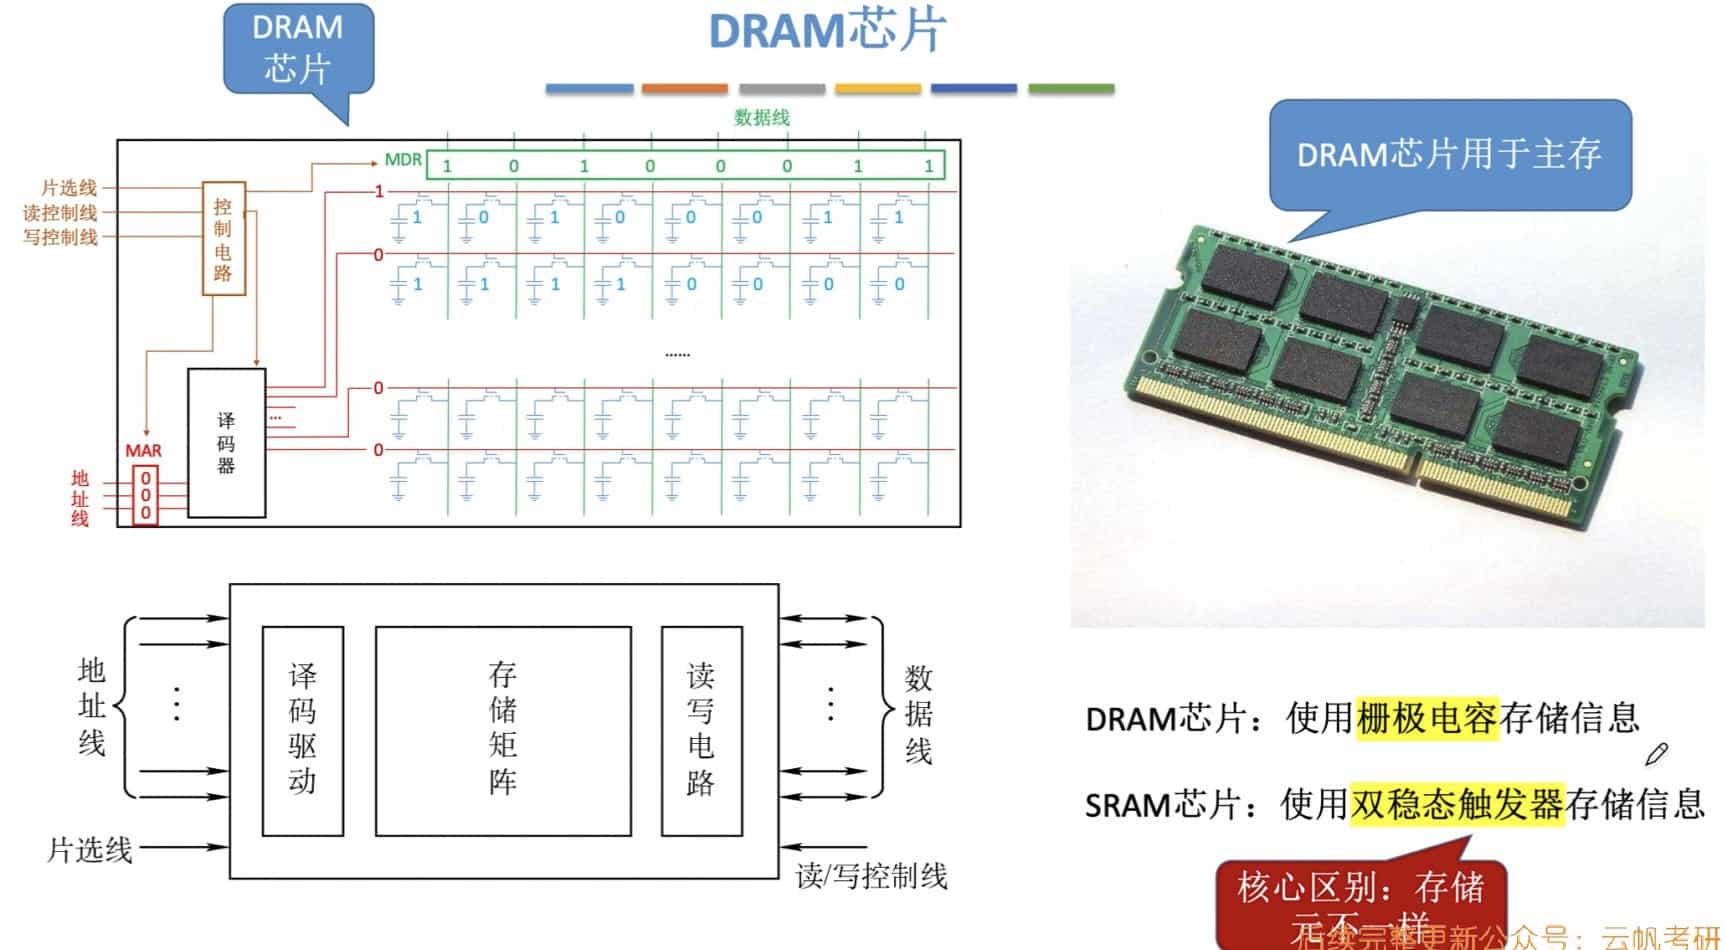 DRAM
芯片
DRAM芯片
数据线
MDR 1 0 1 0 0 0 1 1
片选线
读控制线
写控制线
控制电路
1
1 0 1 0 0 0 1 1
0
1 1 1 1 0 0 0 0
......
0
0
译码器
...
MAR
地址线
0
0
0
DRAM芯片用于主存
地址线
译码驱动
存储矩阵
读写电路
数据线
片选线
读/写控制线
DRAM芯片：使用栅极电容存储信息
SRAM芯片：使用双稳态触发器存储信息
核心区别：存储
元不一样
后续完整更新公众号：云帆考研